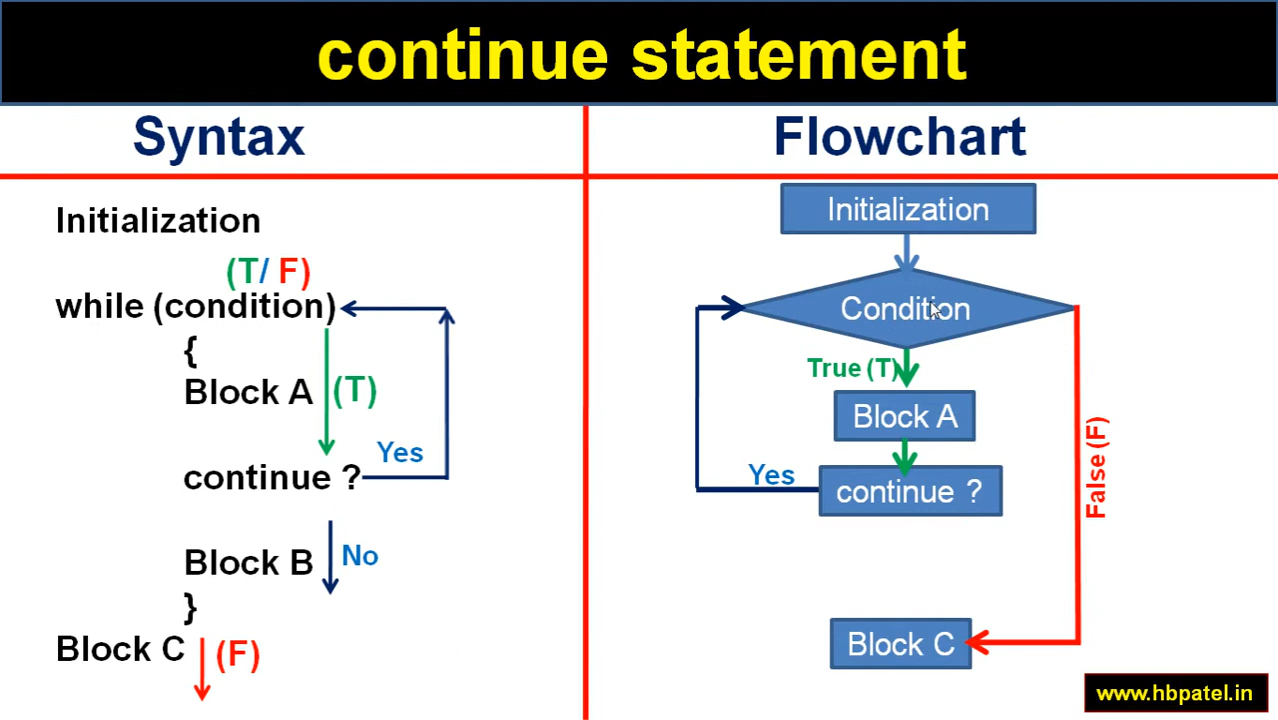 continue statement
Syntax
Initialization
(T/ F)
while (condition)
{
Block A
(T)
continue ?
Yes
Block B
No
}
Block C
(F)
Flowchart
Initialization
Condition
True (T)
Block A
Yes
continue ?
False (F)
Block C
www.hbpatel.in